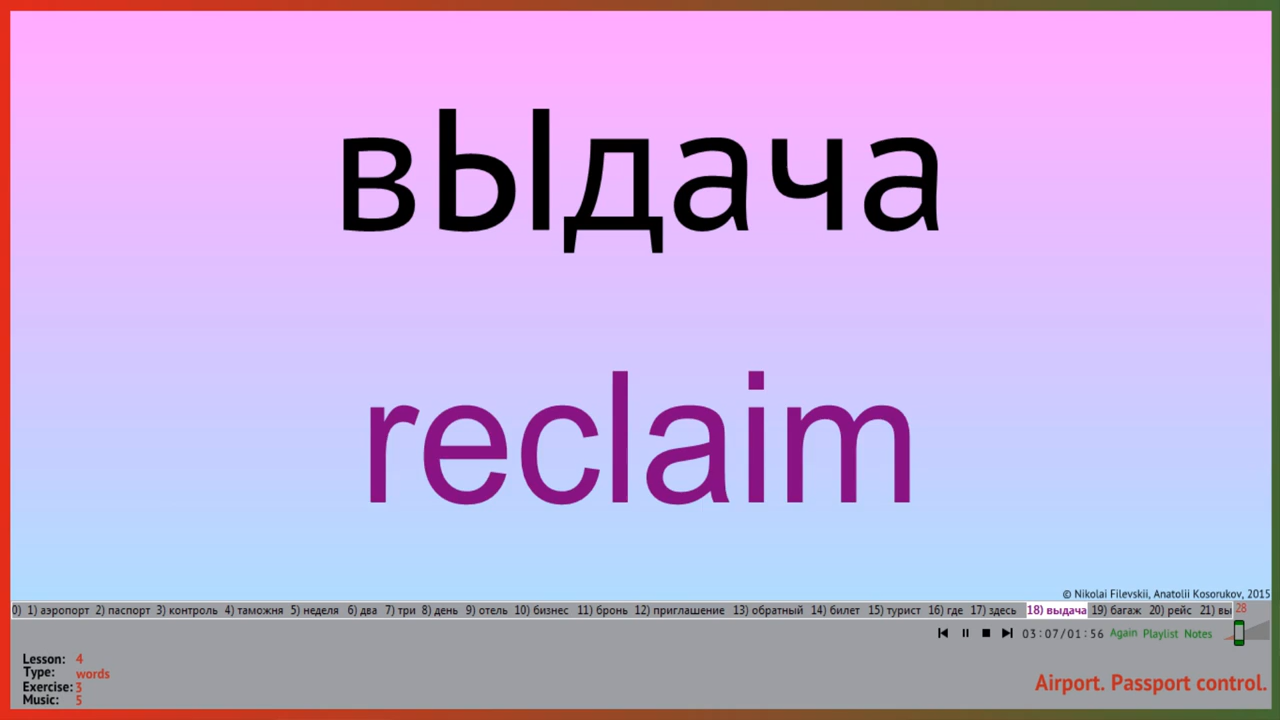 выдача
reclaim
© Nikolai Filevskii, Anatolii Kosorukov, 2015
0) 1) аэропорт 2) паспорт 3) контроль 4) таможня 5) неделя 6) два 7) три 8) день 9) отель 10) бизнес 11) бронь 12) приглашение 13) обратный 14) билет 15) турист 16) где 17) здесь 18) выдача 19) багаж 20) рейс 21) вы 28
03:07/01:56 Again Playlist Notes
Lesson: 4
Type: words
Exercise: 3
Music: 5
Airport. Passport control.